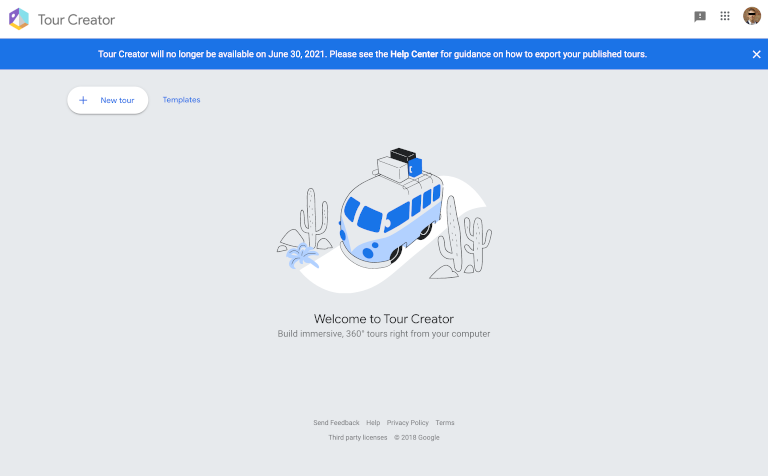 Tour Creator
Tour Creator will no longer be available on June 30, 2021. Please see the Help Center for guidance on how to export your published tours.
New tour
Templates
Welcome to Tour Creator
Build immersive, 360° tours right from your computer
Send Feedback Help Privacy Policy Terms
Third party licenses © 2018 Google